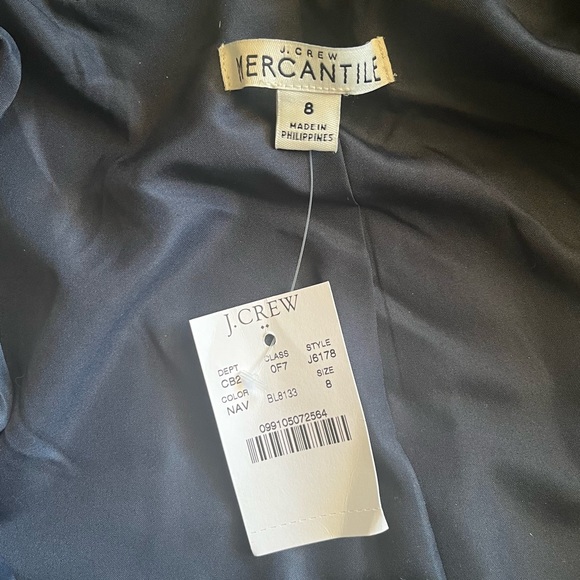 J.CREW
MERCANTILE
8
MADE IN
PHILIPPINES
J.CREW
DEPT CLASS STYLE
CB2 0F7 J6178
COLOR SIZE
NAV BL8133 8
099105072564